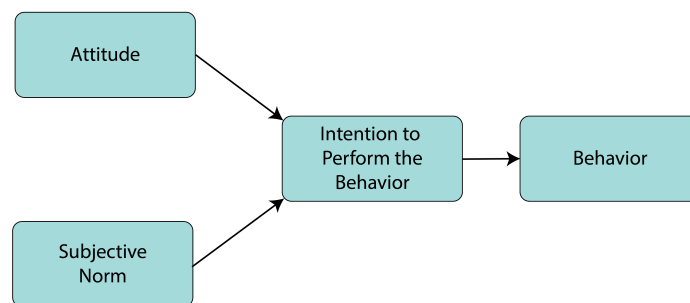 Attitude
Intention to
Perform the
Behavior
Behavior
Subjective
Norm